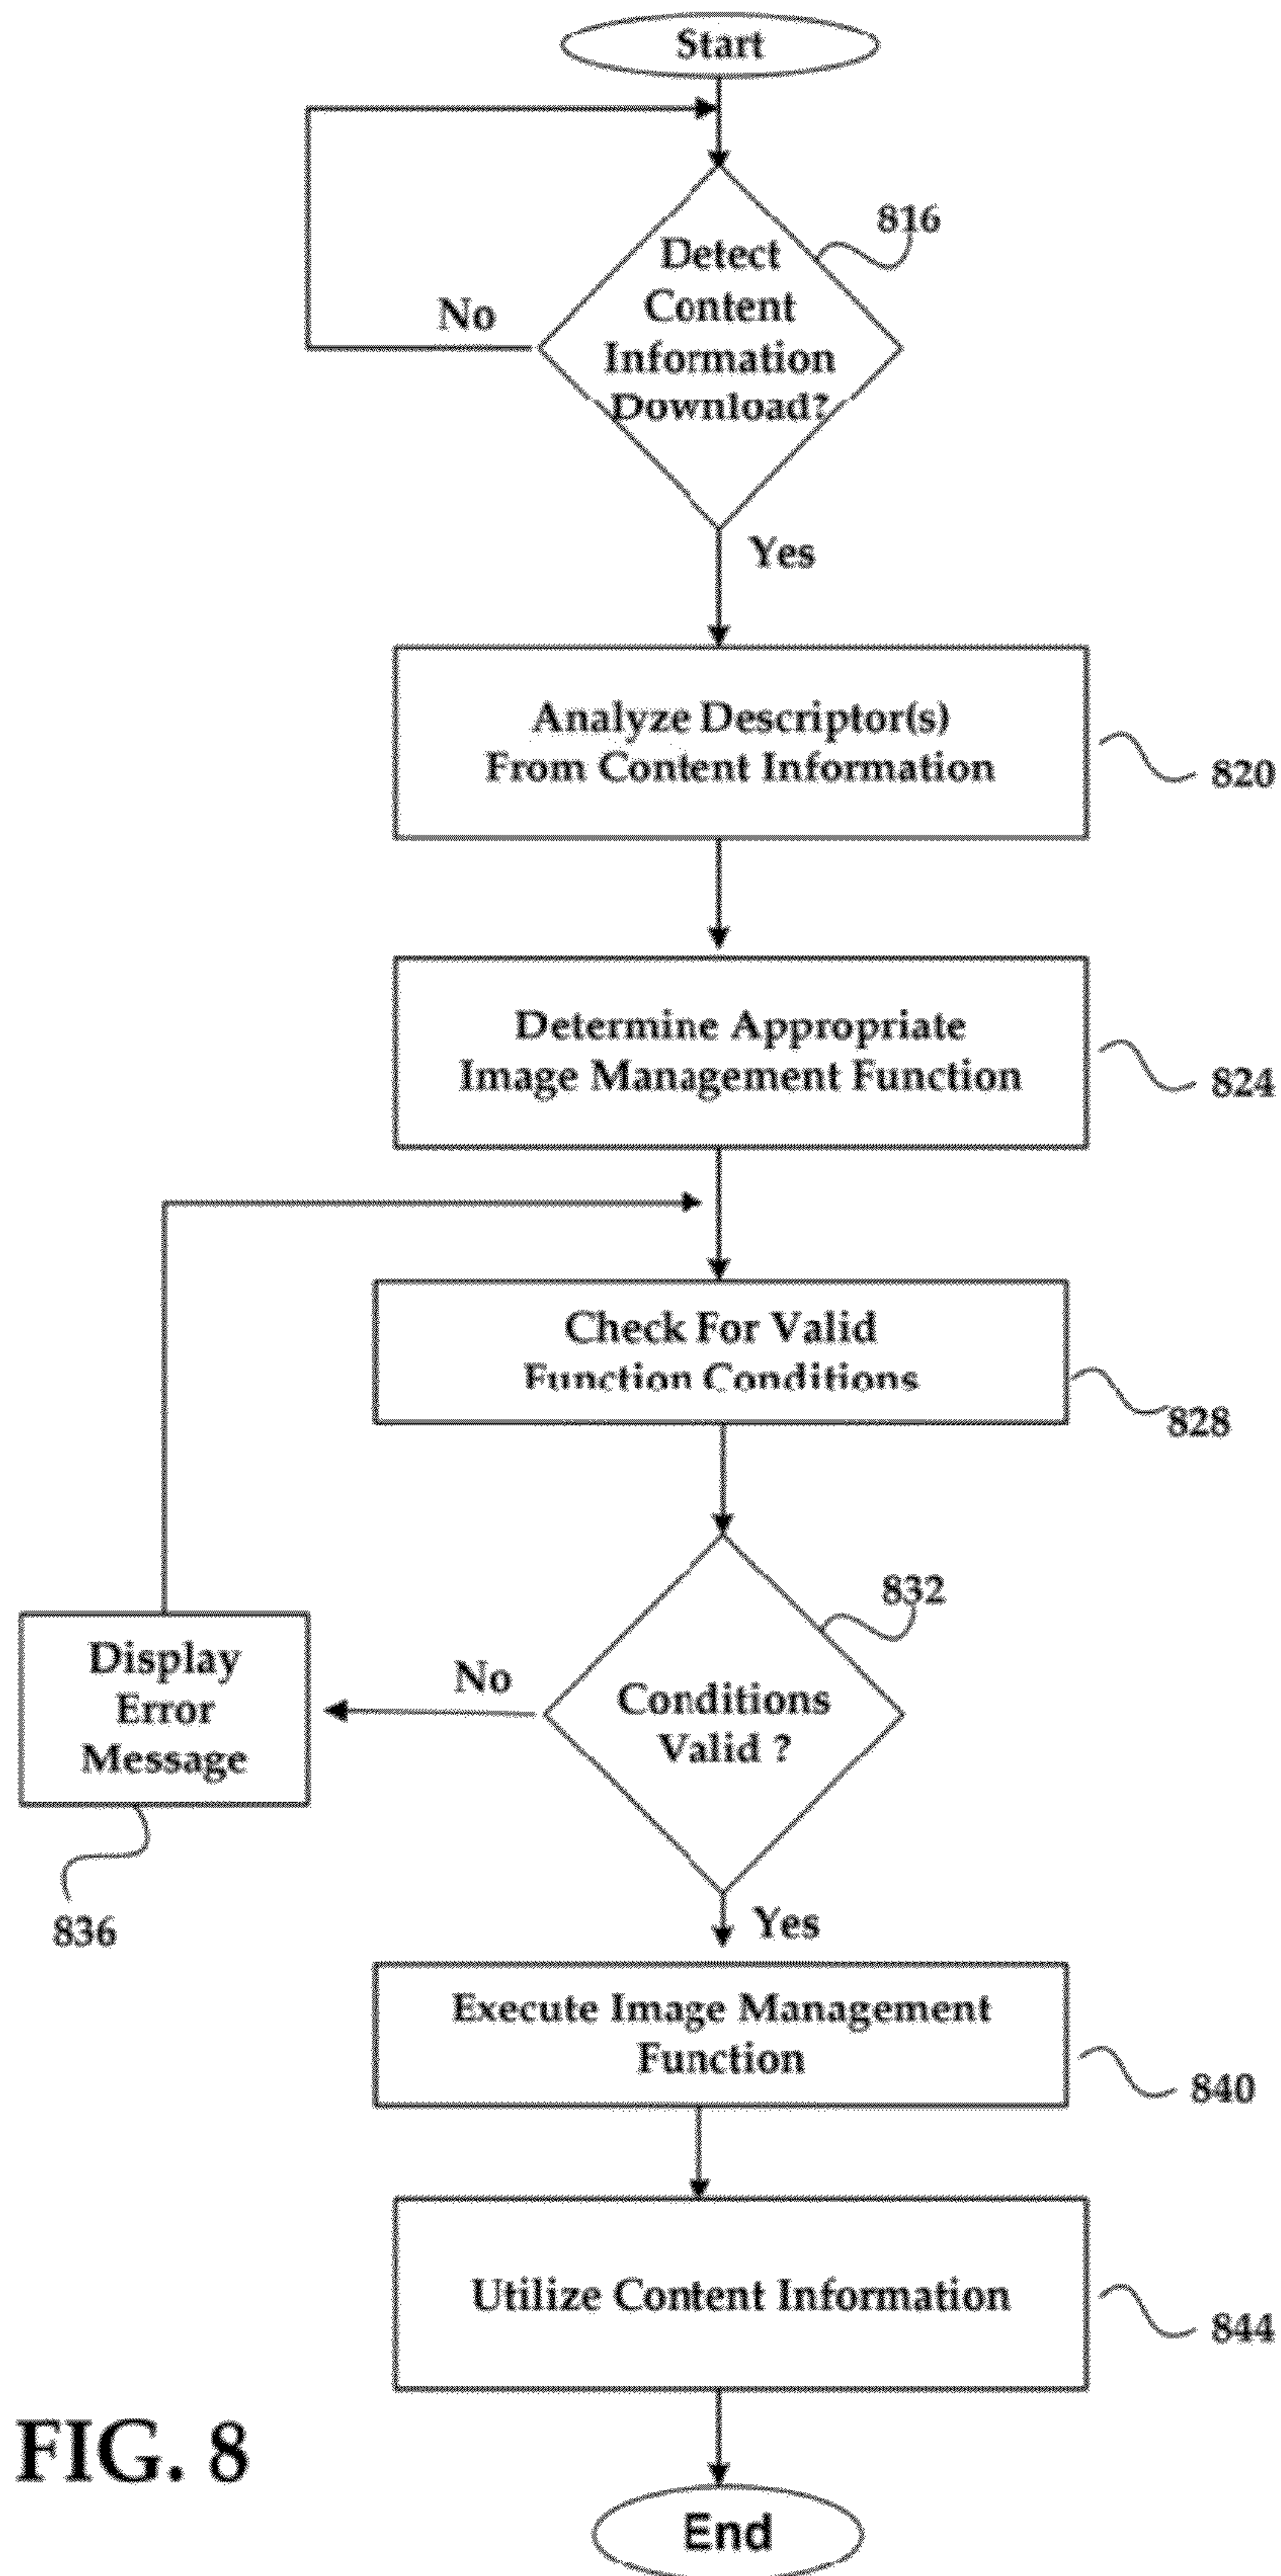 Start
816
Detect
Content
Information
Download?
No
Yes
Analyze Descriptor(s)
From Content Information
820
Determine Appropriate
Image Management Function
824
Check For Valid
Function Conditions
828
832
Conditions
Valid ?
No
Display
Error
Message
836
Yes
Execute Image Management
Function
840
Utilize Content Information
844
FIG. 8
End